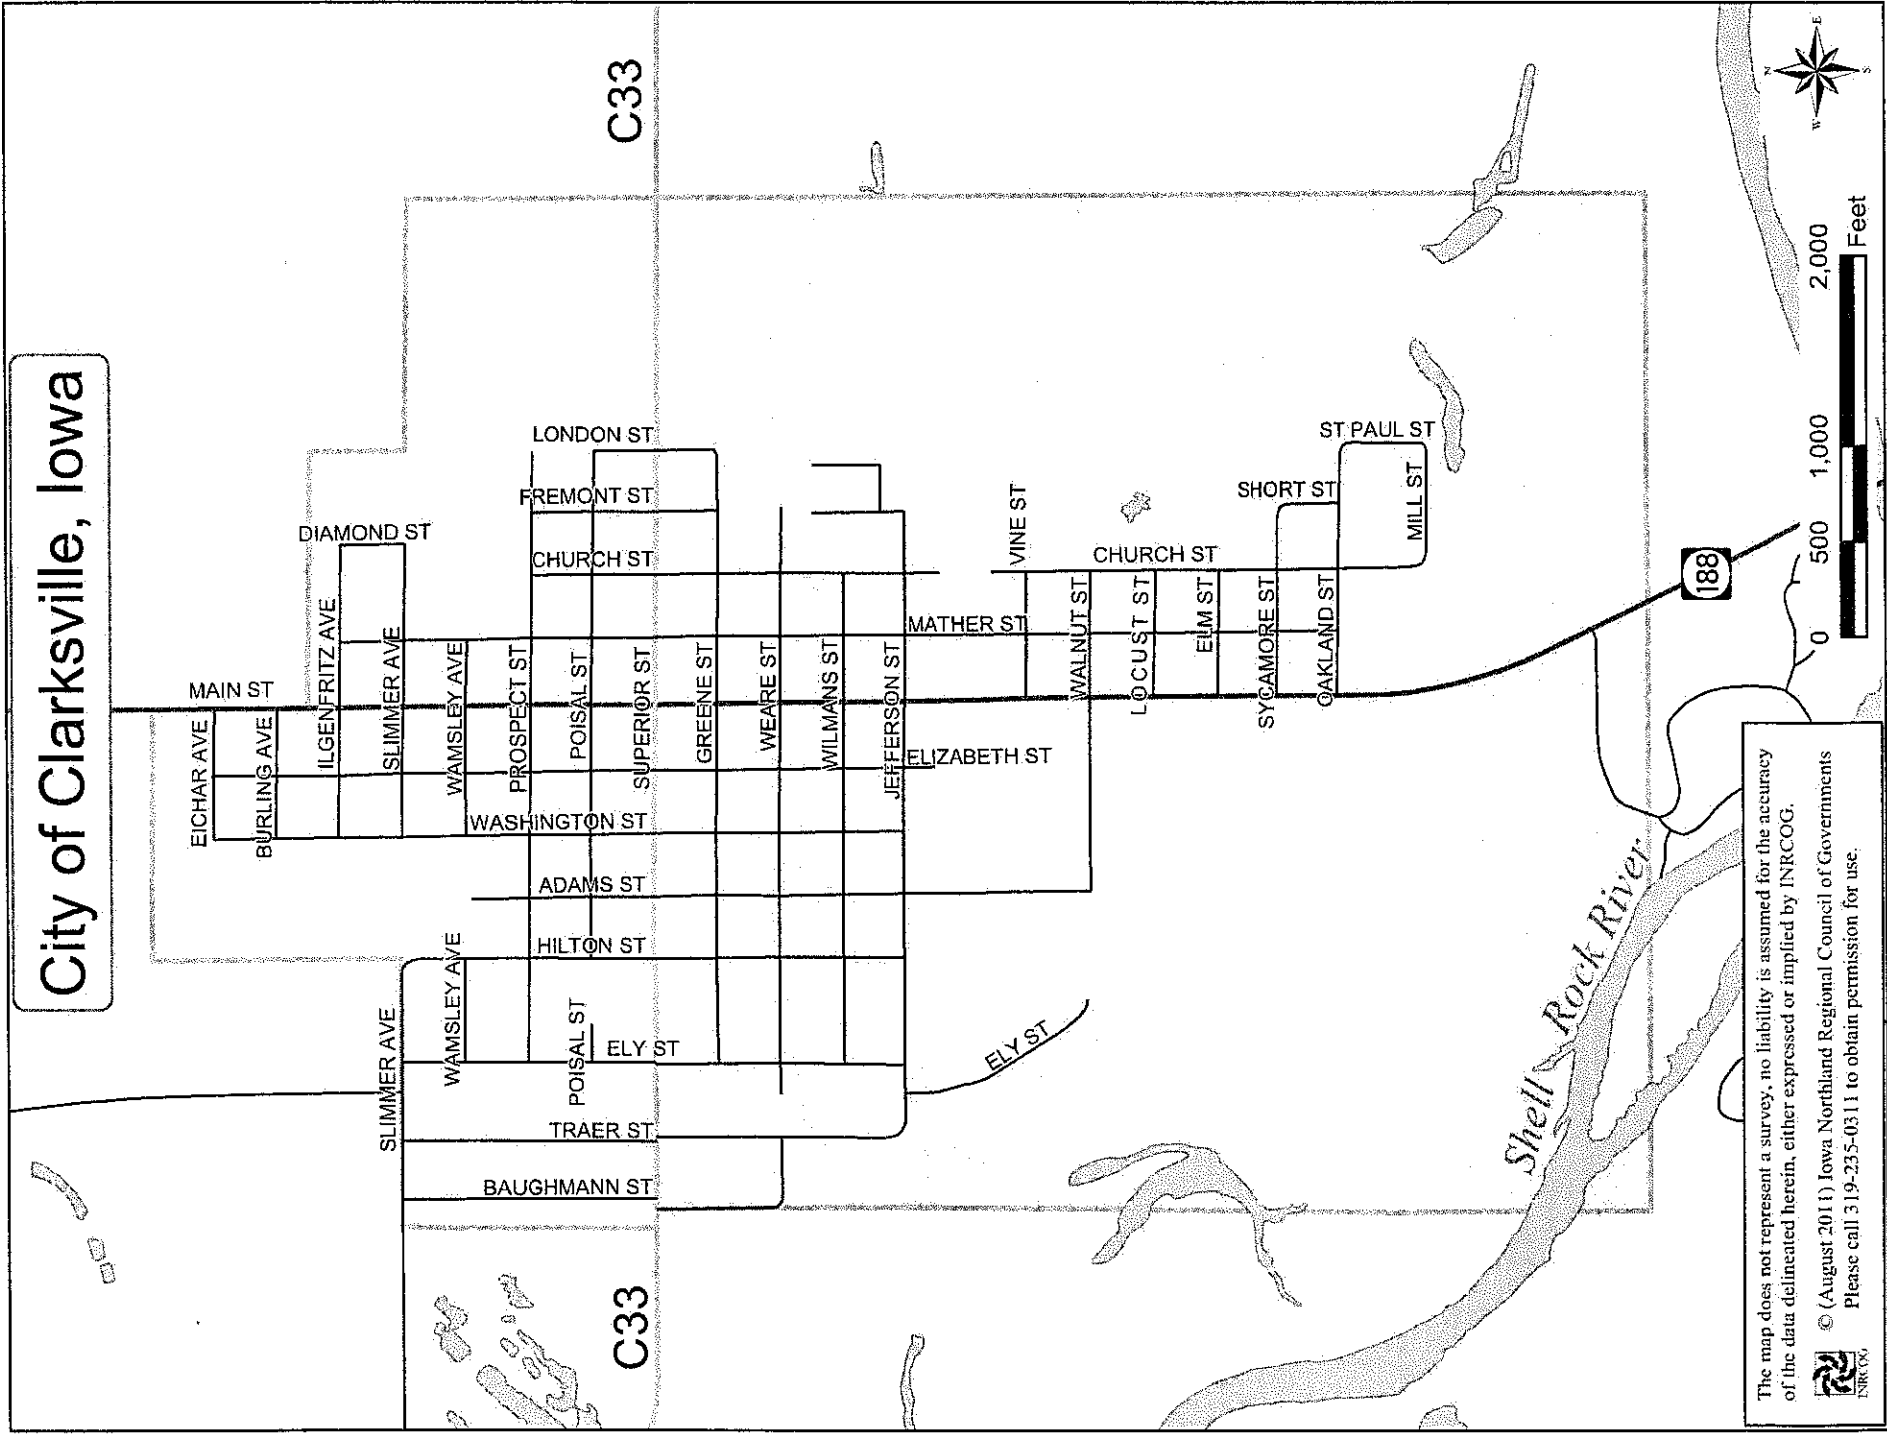 City of Clarksville, Iowa
C33
C33
MAIN ST
EICHAR AVE
BURLING AVE
DIAMOND ST
ILGENFRITZ AVE
SLIMMER AVE
WAMSLEY AVE
PROSPECT ST
POISAL ST
SUPERIOR ST
GREENE ST
WEARE ST
WILMANS ST
JEFFERSON ST
LONDON ST
FREMONT ST
CHURCH ST
MATHER ST
ELIZABETH ST
WASHINGTON ST
ADAMS ST
HILTON ST
SLIMMER AVE
WAMSLEY AVE
POISAL ST
ELY ST
ELY ST
TRAER ST
BAUGHMANN ST
VINE ST
WALNUT ST
CHURCH ST
LOCUST ST
ELM ST
SYCAMORE ST
OAKLAND ST
SHORT ST
ST PAUL ST
MILL ST
188
Shell Rock River
N
E
S
W
0 500 1,000 2,000
Feet
The map does not represent a survey, no liability is assumed for the accuracy
of the data delineated herein, either expressed or implied by INRCOG.
© (August 2011) Iowa Northland Regional Council of Governments
Please call 319-235-0311 to obtain permission for use.
INRCOG